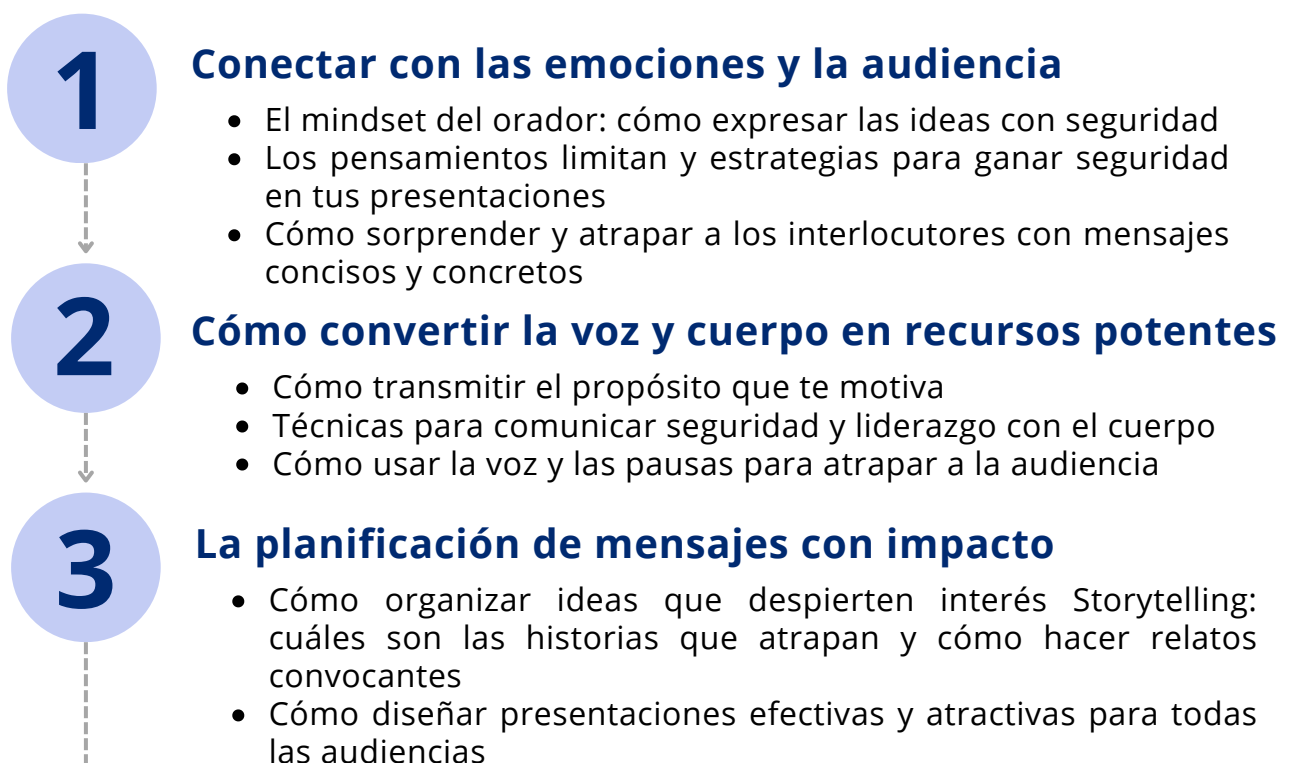 1
Conectar con las emociones y la audiencia
• El mindset del orador: cómo expresar las ideas con seguridad
• Los pensamientos limitan y estrategias para ganar seguridad
en tus presentaciones
• Cómo sorprender y atrapar a los interlocutores con mensajes
concisos y concretos
2
Cómo convertir la voz y cuerpo en recursos potentes
• Cómo transmitir el propósito que te motiva
• Técnicas para comunicar seguridad y liderazgo con el cuerpo
• Cómo usar la voz y las pausas para atrapar a la audiencia
3
La planificación de mensajes con impacto
• Cómo organizar ideas que despierten interés Storytelling:
cuáles son las historias que atrapan y cómo hacer relatos
convocantes
• Cómo diseñar presentaciones efectivas y atractivas para todas
las audiencias